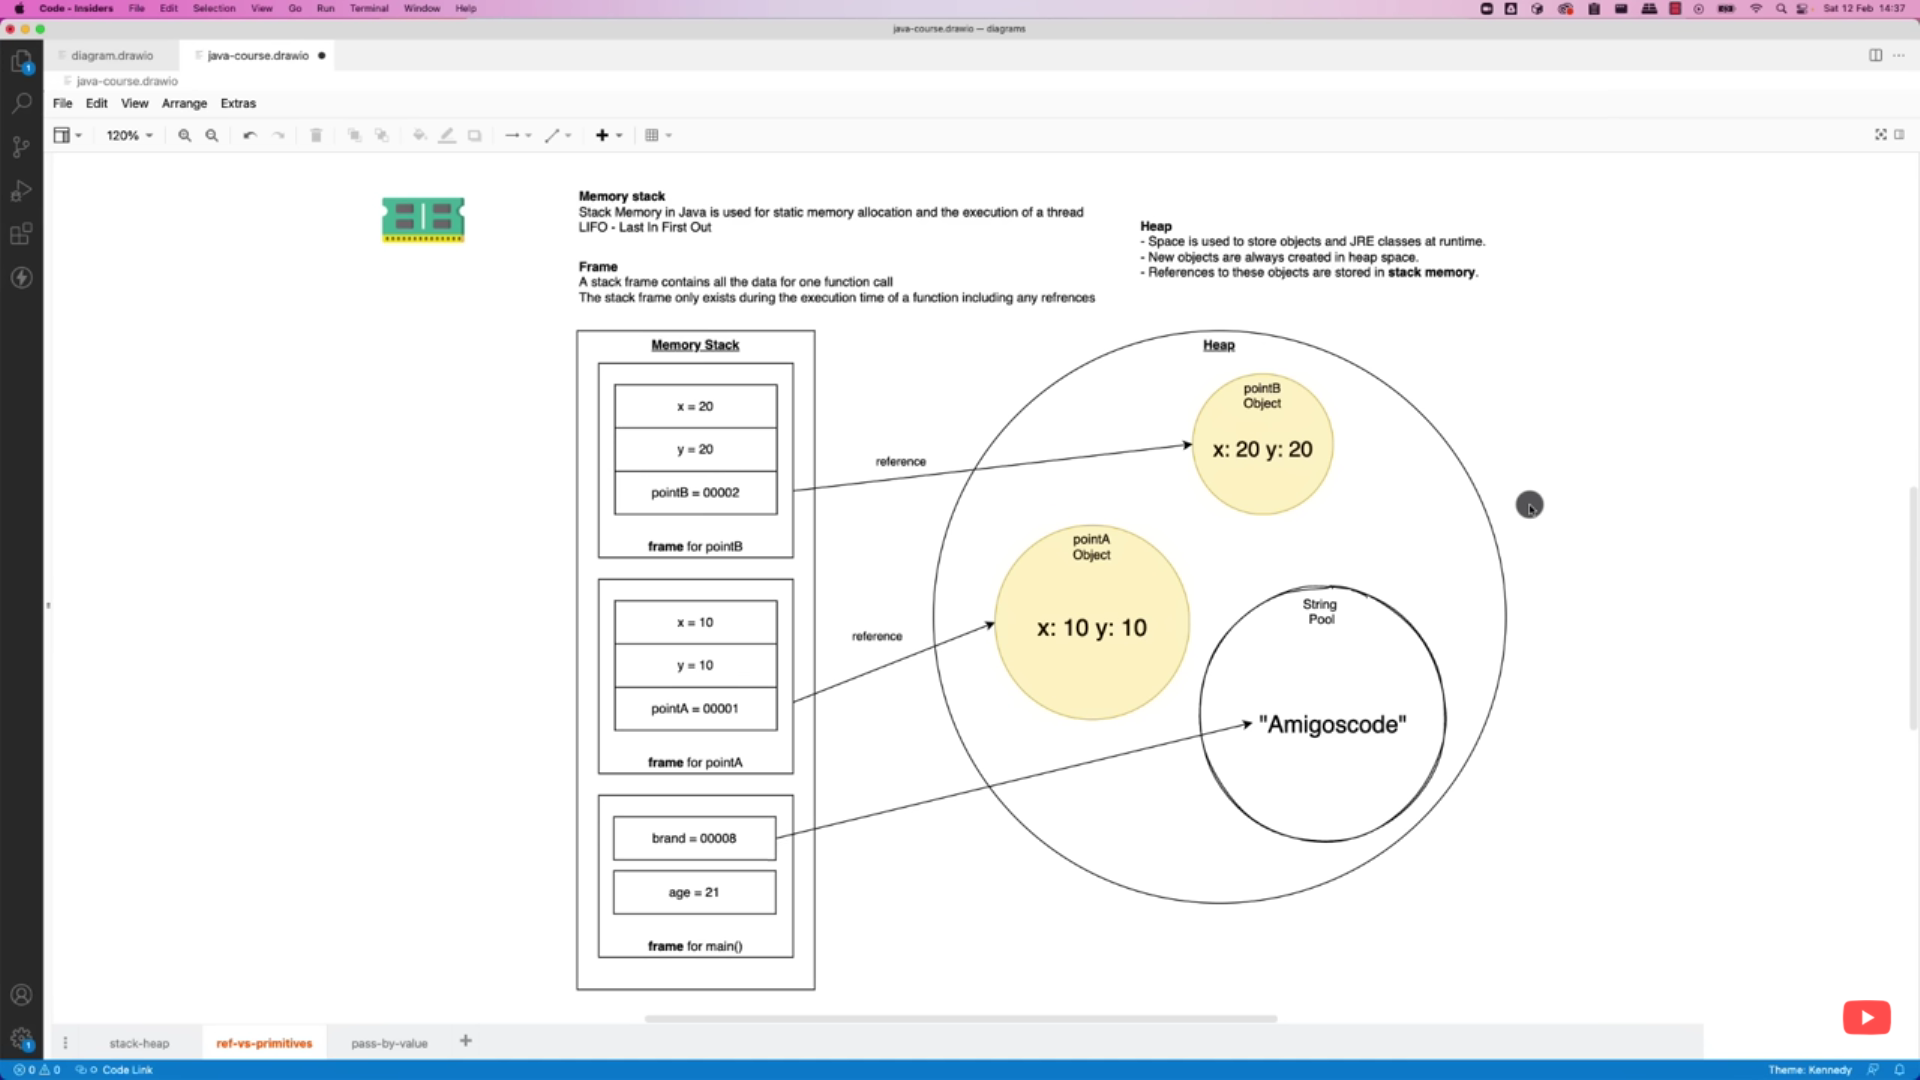 Code - Insiders File Edit Selection View Go Run Terminal Window Help
Sat 12 Feb 14:37
java-course.drawio — diagrams
diagram.drawio
java-course.drawio
java-course.drawio
File Edit View Arrange Extras
120%
Memory stack
Stack Memory in Java is used for static memory allocation and the execution of a thread
LIFO - Last In First Out
Frame
A stack frame contains all the data for one function call
The stack frame only exists during the execution time of a function including any refrences
Heap
- Space is used to store objects and JRE classes at runtime.
- New objects are always created in heap space.
- References to these objects are stored in stack memory.
Memory Stack
x = 20
y = 20
pointB = 00002
frame for pointB
x = 10
y = 10
pointA = 00001
frame for pointA
brand = 00008
age = 21
frame for main()
reference
reference
Heap
pointB
Object
x: 20 y: 20
pointA
Object
x: 10 y: 10
String
Pool
"Amigoscode"
stack-heap
ref-vs-primitives
pass-by-value
1
1
0 0
Code Link
Theme: Kennedy